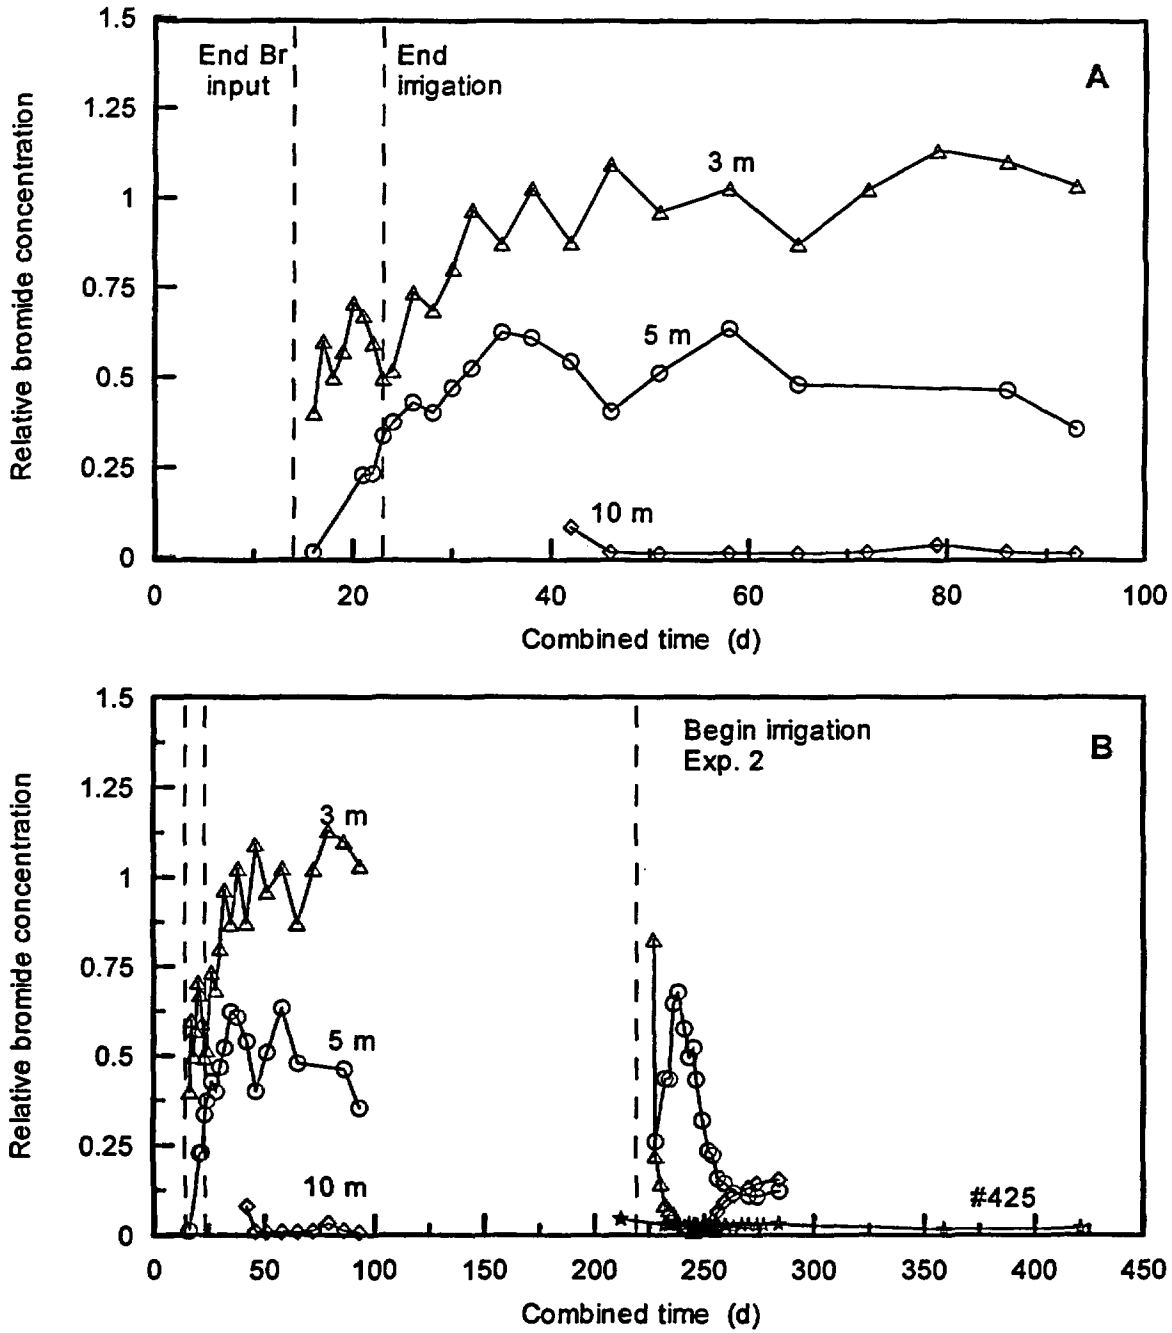 1.5
End Br
input
End
irrigation
A
1.25
3 m
1
Relative bromide concentration
0.75
5 m
0.5
0.25
10 m
0
0 20 40 60 80 100
Combined time (d)
1.5
Begin irrigation
Exp. 2
B
1.25
3 m
1
Relative bromide concentration
0.75
5 m
0.5
0.25
10 m
#425
0
0 50 100 150 200 250 300 350 400 450
Combined time (d)